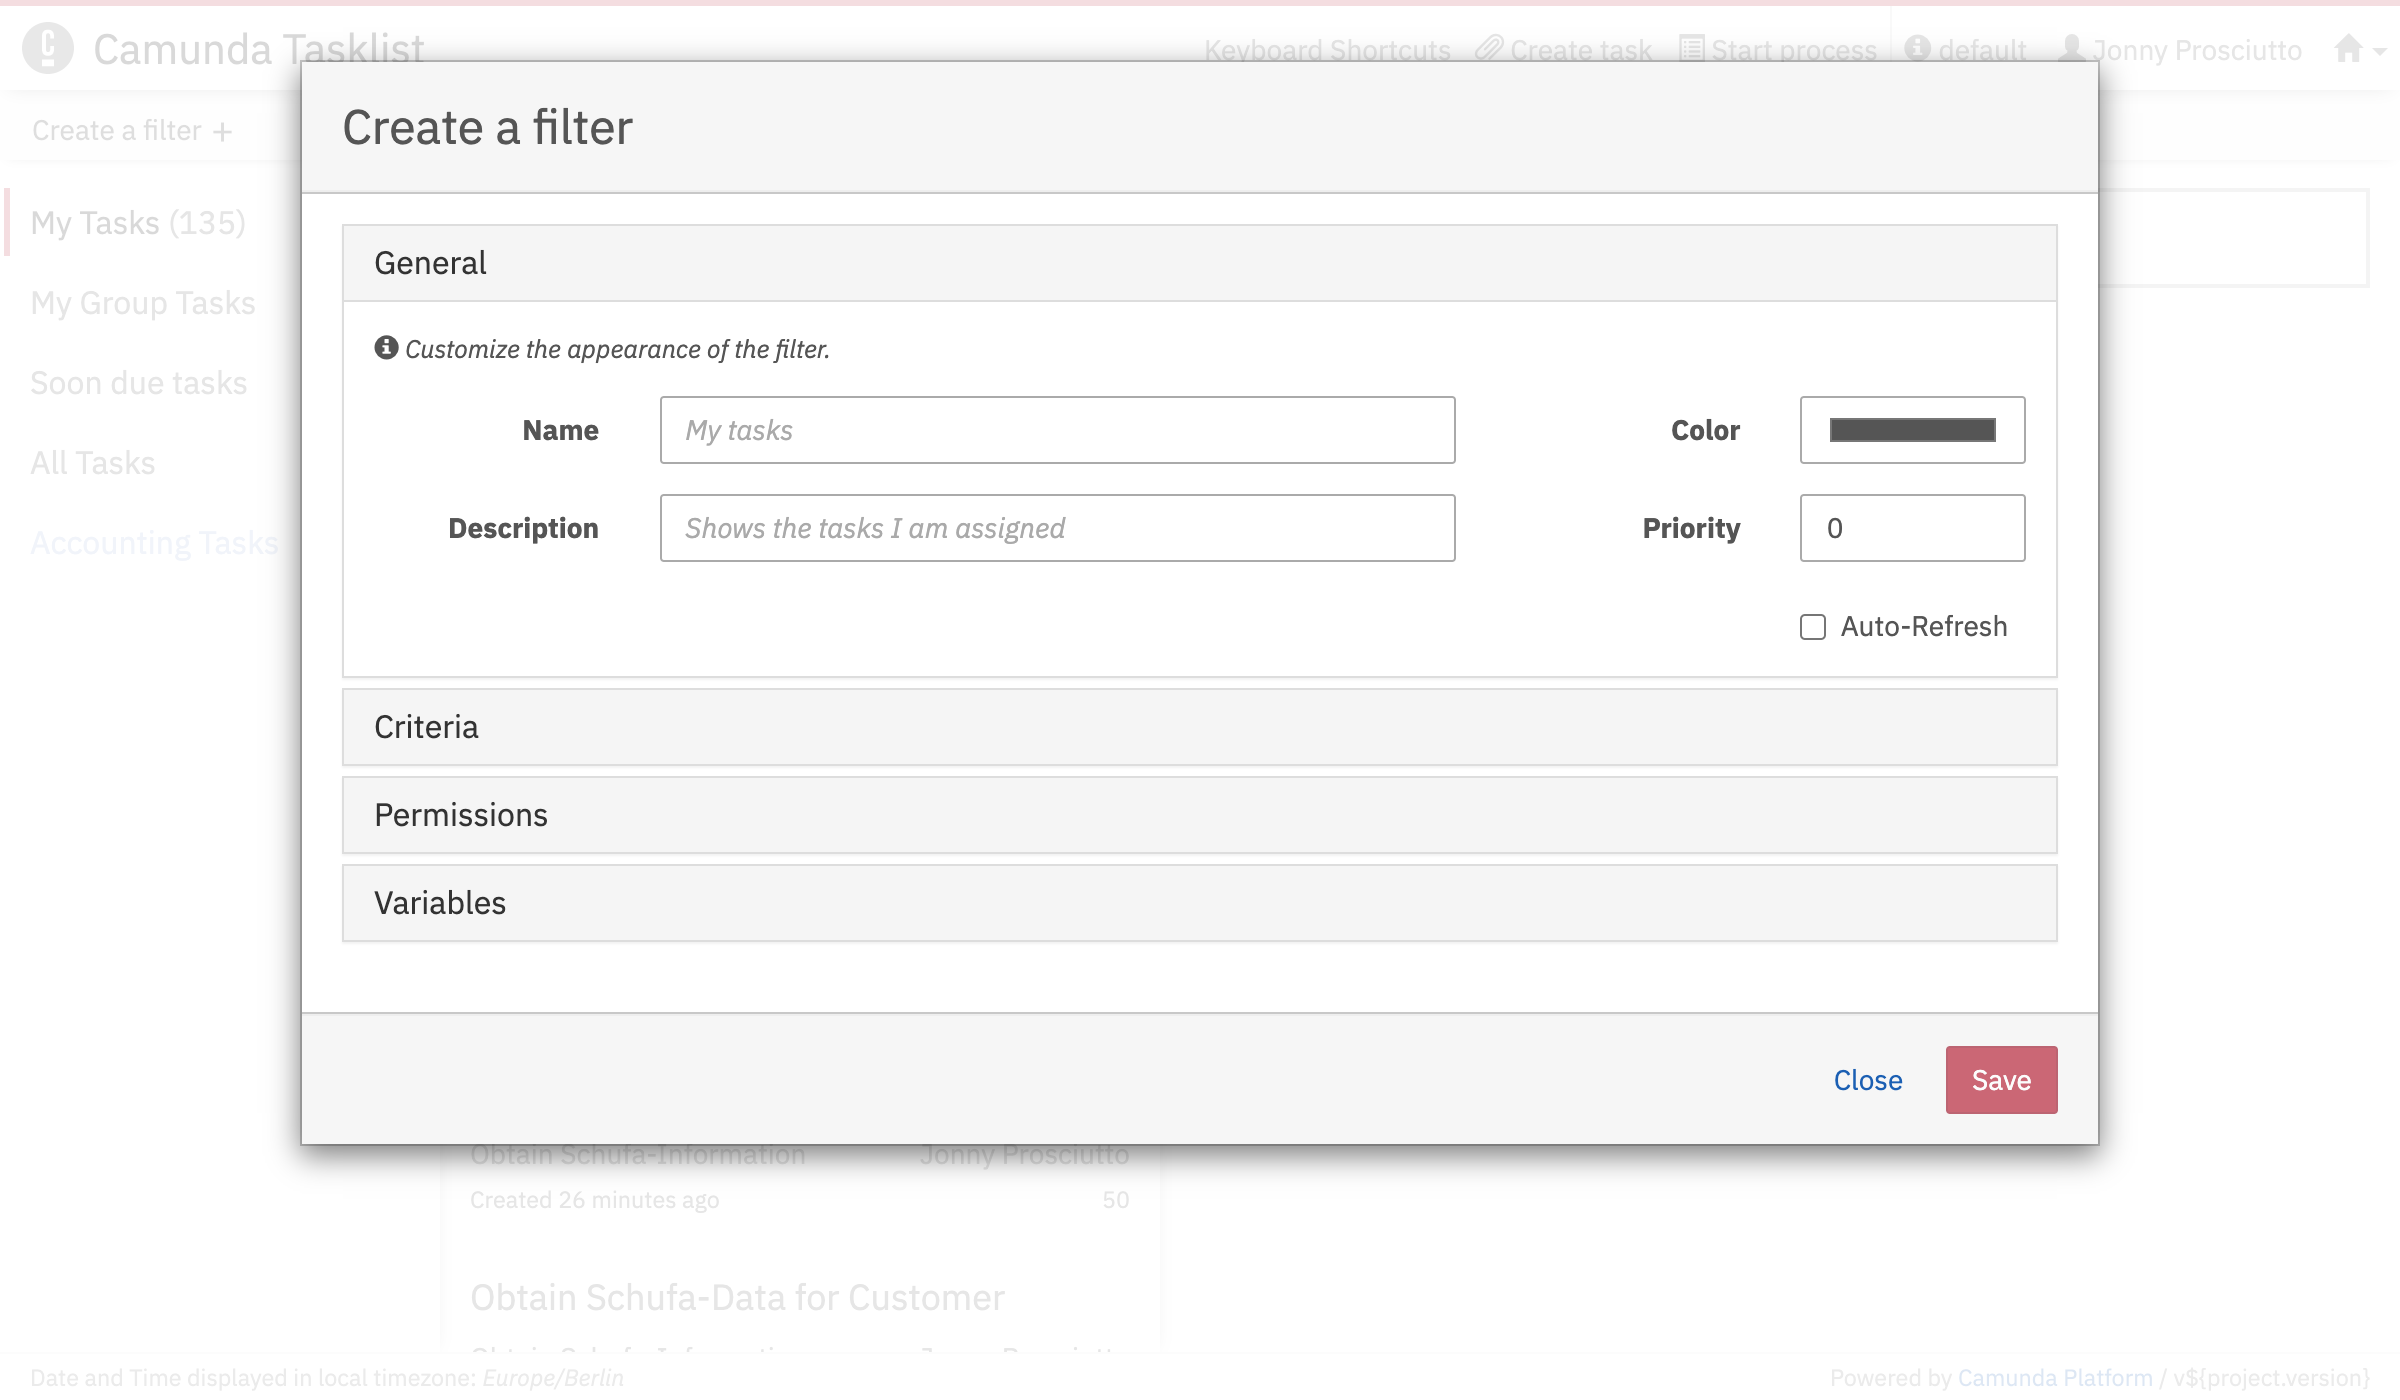 Camunda Tasklist
Keyboard Shortcuts Create task Start process default Jonny Prosciutto
Create a filter +
My Tasks (135)
My Group Tasks
Soon due tasks
All Tasks
Accounting Tasks
Create a filter
General
Customize the appearance of the filter.
Name My tasks Color
Description Shows the tasks I am assigned Priority 0
Auto-Refresh
Criteria
Permissions
Variables
Close Save
Obtain Schufa-Information Jonny Prosciutto
Created 26 minutes ago 50
Obtain Schufa-Data for Customer
Date and Time displayed in local timezone: Europe/Berlin
Powered by Camunda Platform / v${project.version}